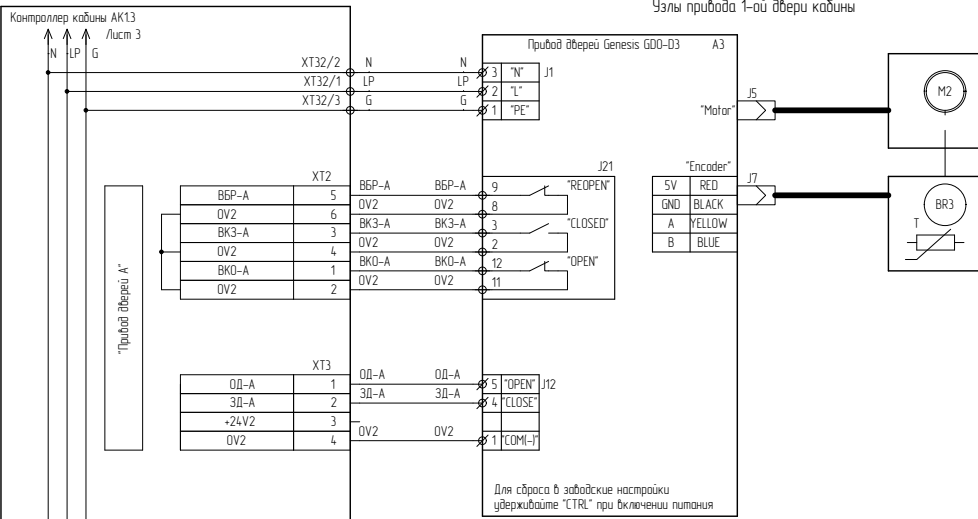 Узлы привода 1-ой двери кабины
Контроллер кабины АК1.3
Лист 3
N LP G
XT32/2 N N 3 "N" J1
XT32/1 LP LP 2 "L"
XT32/3 G G 1 "PE"
Привод дверей Genesis GDO-D3 A3
"Motor" J5
M2
"Encoder" J7
5V RED
GND BLACK
A YELLOW
B BLUE
BR3
T
"Привод дверей А"
XT2
J21
ВБР-А 5 ВБР-А ВБР-А 9 "REOPEN"
0V2 6 0V2 0V2 8
ВКЗ-А 3 ВКЗ-А ВКЗ-А 3 "CLOSED"
0V2 4 0V2 0V2 2
ВКО-А 1 ВКО-А ВКО-А 12 "OPEN"
0V2 2 0V2 0V2 11
XT3
ОД-А 1 ОД-А ОД-А 5 "OPEN" J12
ЗД-А 2 ЗД-А ЗД-А 4 "CLOSE"
+24V2 3
0V2 4 0V2 0V2 1 "COM(-)"
Для сброса в заводские настройки
удерживайте "CTRL" при включении питания